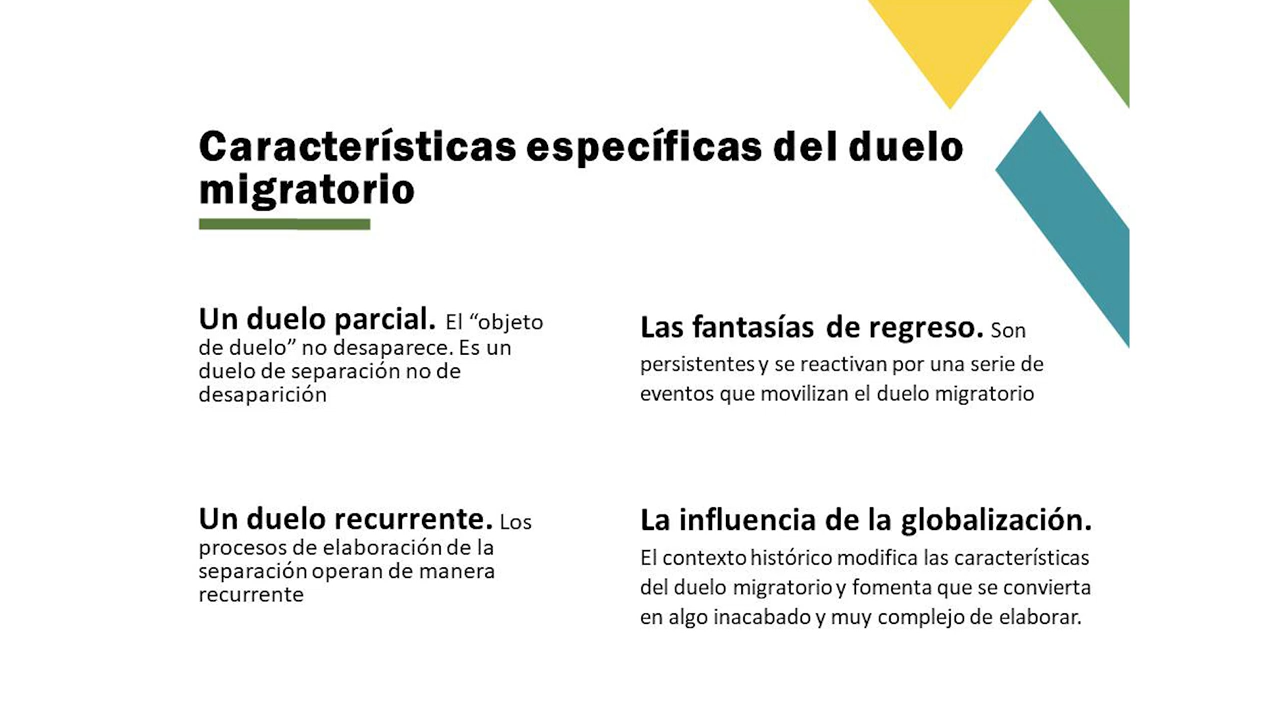 Características específicas del duelo
migratorio
Un duelo parcial. El “objeto
de duelo” no desaparece. Es un
duelo de separación no de
desaparición
Las fantasías de regreso. Son
persistentes y se reactivan por una serie de
eventos que movilizan el duelo migratorio
Un duelo recurrente. Los
procesos de elaboración de la
separación operan de manera
recurrente
La influencia de la globalización.
El contexto histórico modifica las características
del duelo migratorio y fomenta que se convierta
en algo inacabado y muy complejo de elaborar.